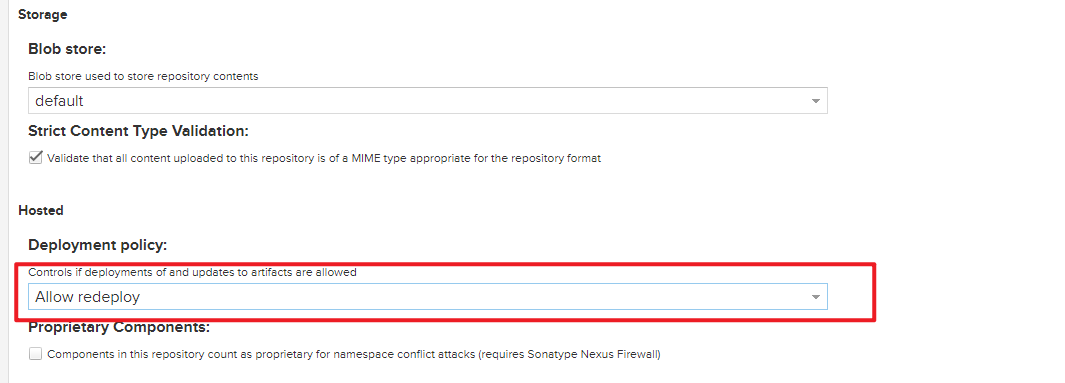 Storage
Blob store:
Blob store used to store repository contents
default
Strict Content Type Validation:
Validate that all content uploaded to this repository is of a MIME type appropriate for the repository format
Hosted
Deployment policy:
Controls if deployments of and updates to artifacts are allowed
Allow redeploy
Proprietary Components:
Components in this repository count as proprietary for namespace conflict attacks (requires Sonatype Nexus Firewall)